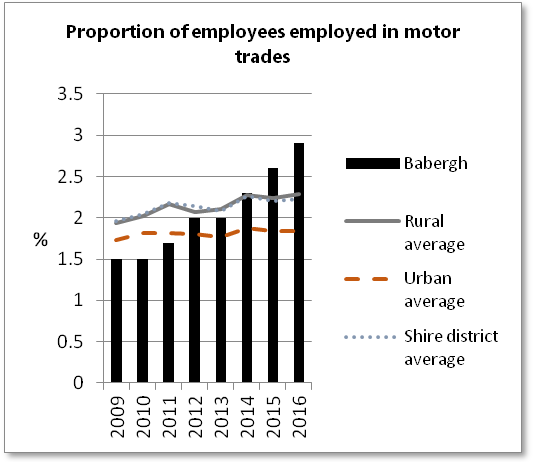 Proportion of employees employed in motor
trades
3.5
3
2.5
2
1.5
1
0.5
0
%
2009
2010
2011
2012
2013
2014
2015
2016
Babergh
Rural
average
Urban
average
Shire district
average